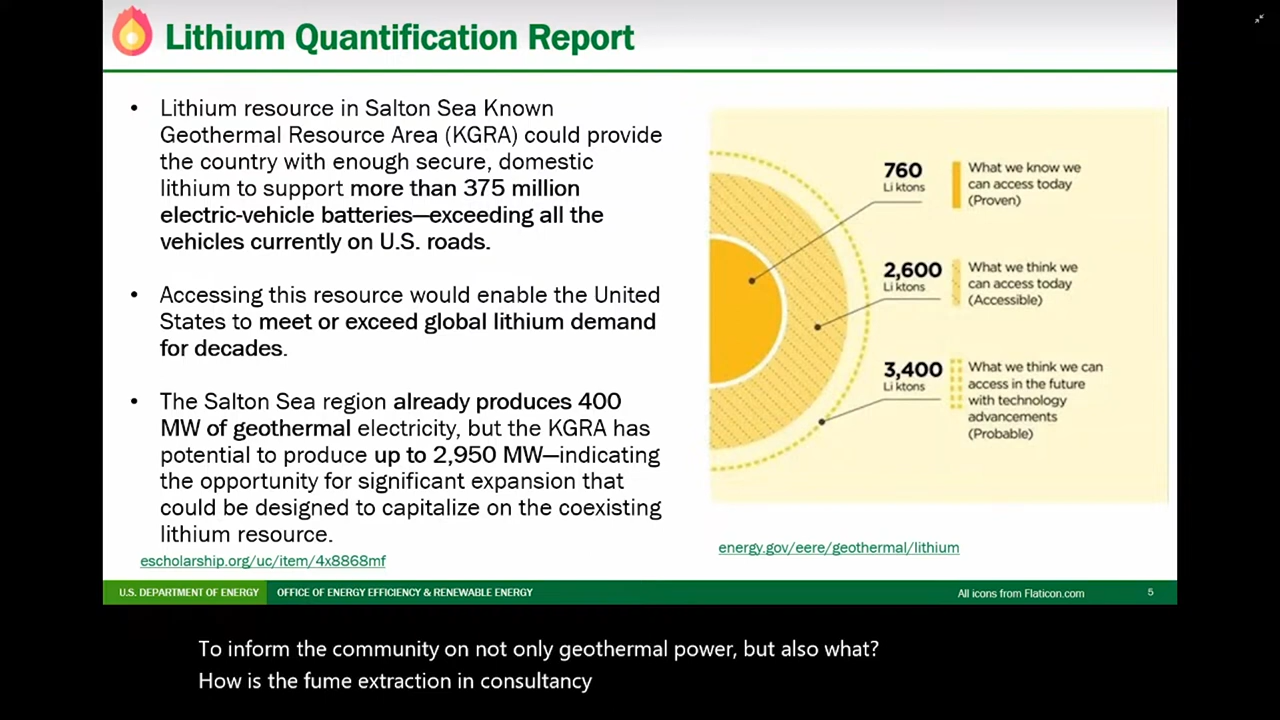 Lithium Quantification Report
• Lithium resource in Salton Sea Known
Geothermal Resource Area (KGRA) could provide
the country with enough secure, domestic
lithium to support more than 375 million
electric-vehicle batteries—exceeding all the
vehicles currently on U.S. roads.
• Accessing this resource would enable the United
States to meet or exceed global lithium demand
for decades.
• The Salton Sea region already produces 400
MW of geothermal electricity, but the KGRA has
potential to produce up to 2,950 MW—indicating
the opportunity for significant expansion that
could be designed to capitalize on the coexisting
lithium resource.
escholarship.org/uc/item/4x8868mf
760
Li ktons
What we know we
can access today
(Proven)
2,600
Li ktons
What we think we
can access today
(Accessible)
3,400
Li ktons
What we think we can
access in the future
with technology
advancements
(Probable)
energy.gov/eere/geothermal/lithium
U.S. DEPARTMENT OF ENERGY
OFFICE OF ENERGY EFFICIENCY & RENEWABLE ENERGY
All icons from Flaticon.com
5
To inform the community on not only geothermal power, but also what?
How is the fume extraction in consultancy